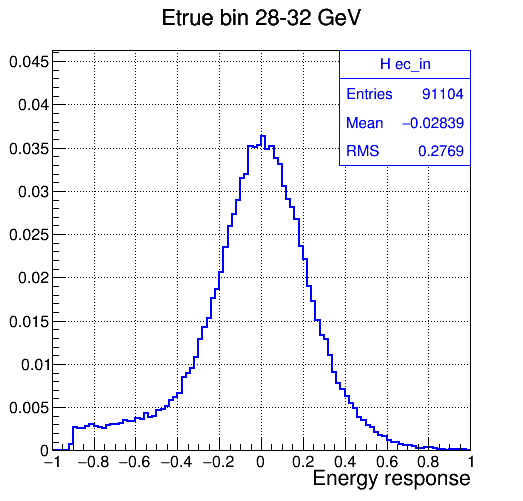 Etrue bin 28-32 GeV
H ec_in
Entries 91104
Mean −0.02839
RMS 0.2769
0.045
0.04
0.035
0.03
0.025
0.02
0.015
0.01
0.005
0
−1 −0.8 −0.6 −0.4 −0.2 0 0.2 0.4 0.6 0.8 1
Energy response